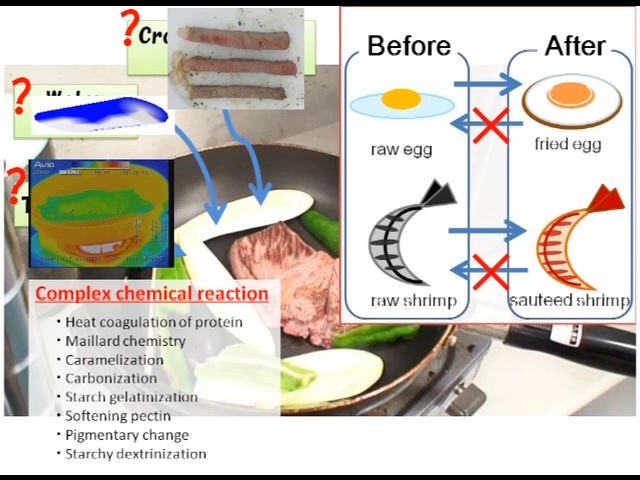 ?
?
?
Avio
Before
After
raw egg
fried egg
raw shrimp
sauteed shrimp
Complex chemical reaction
・Heat coagulation of protein
・Maillard chemistry
・Caramelization
・Carbonization
・Starch gelatinization
・Softening pectin
・Pigmentary change
・Starchy dextrinization